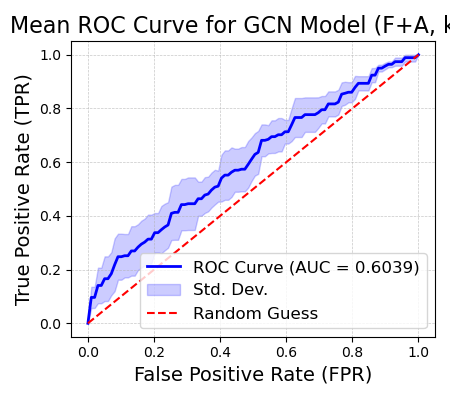 Mean ROC Curve for GCN Model (F+A, k
True Positive Rate (TPR)
1.0
0.8
0.6
0.4
0.2
0.0
ROC Curve (AUC = 0.6039)
Std. Dev.
Random Guess
0.0 0.2 0.4 0.6 0.8 1.0
False Positive Rate (FPR)